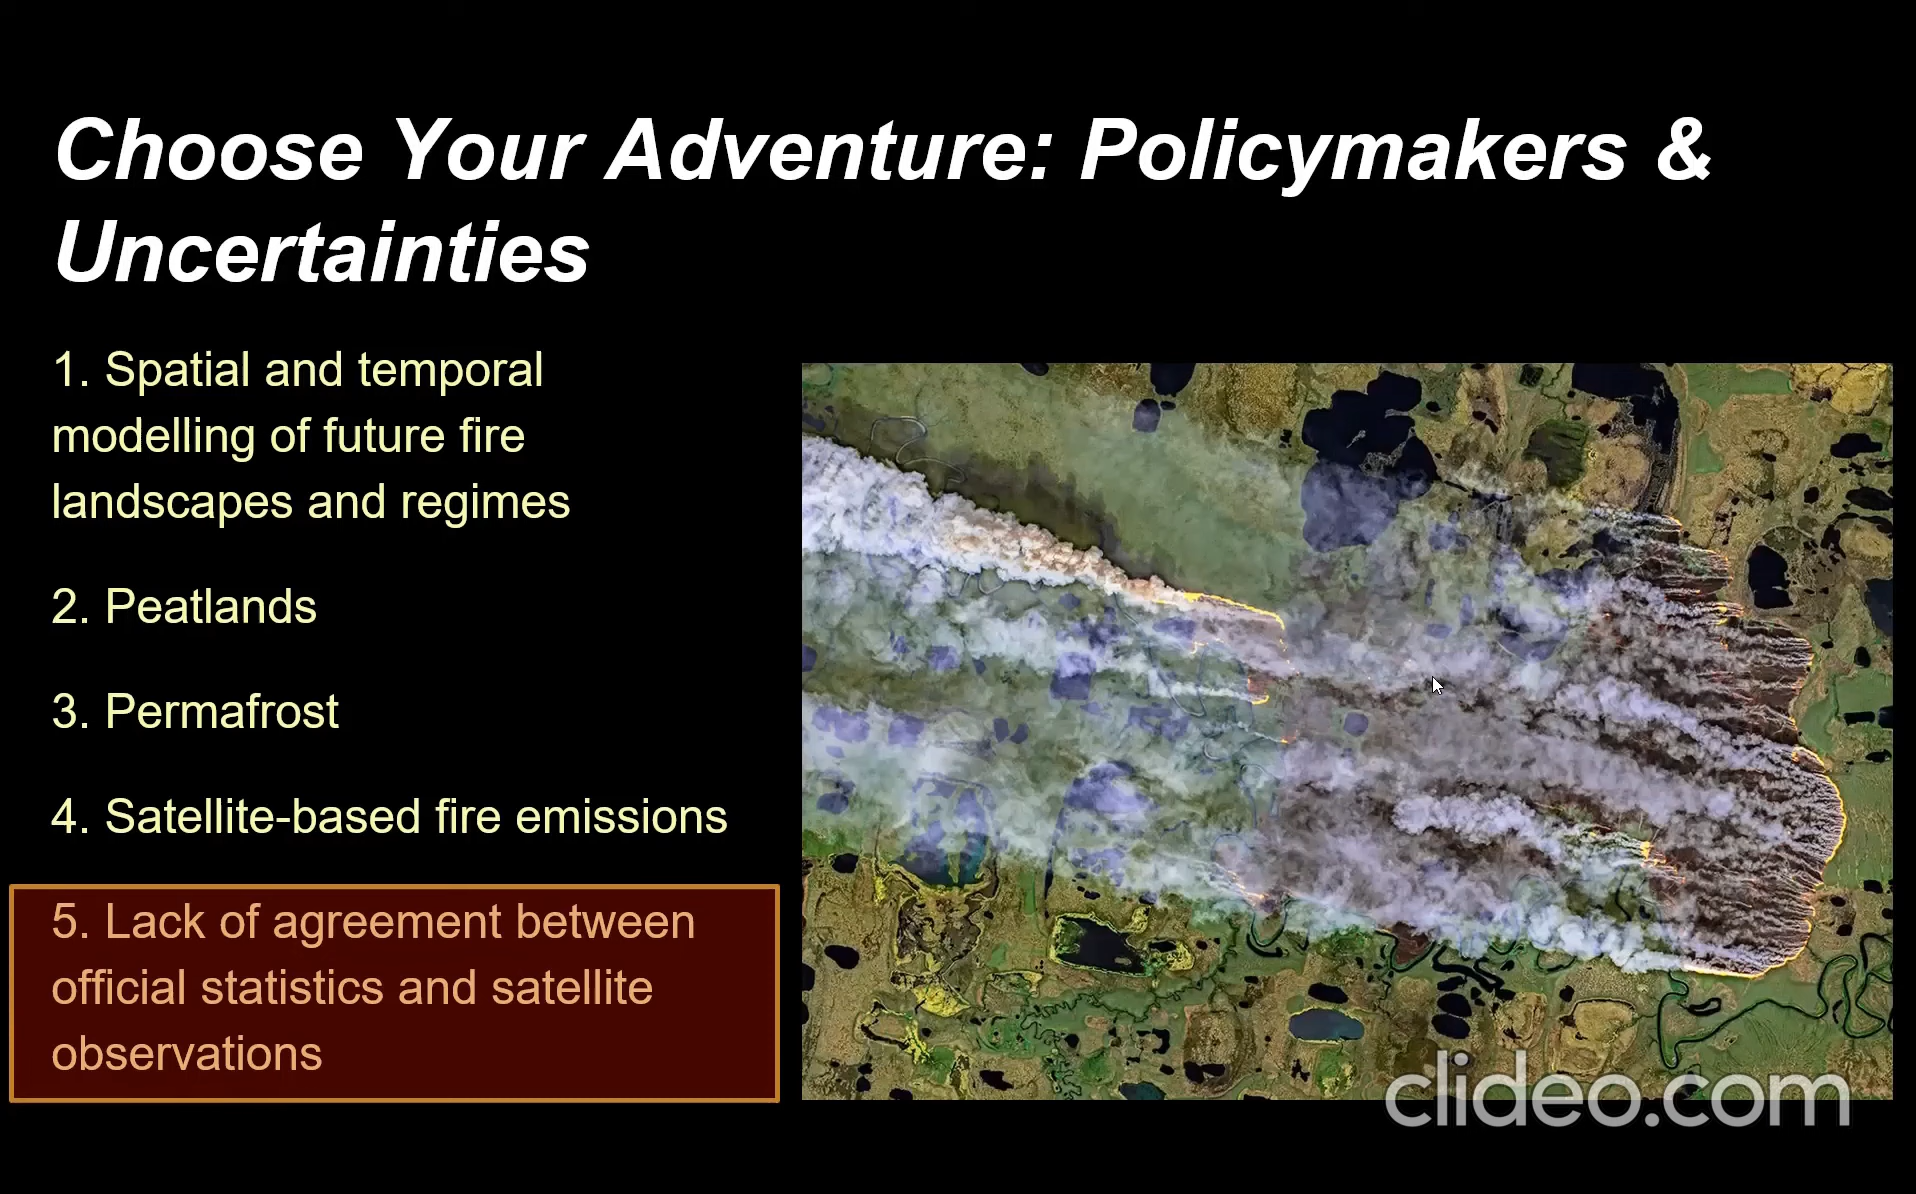 Choose Your Adventure: Policymakers &
Uncertainties
1. Spatial and temporal
modelling of future fire
landscapes and regimes
2. Peatlands
3. Permafrost
4. Satellite-based fire emissions
5. Lack of agreement between
official statistics and satellite
observations
clideo.com